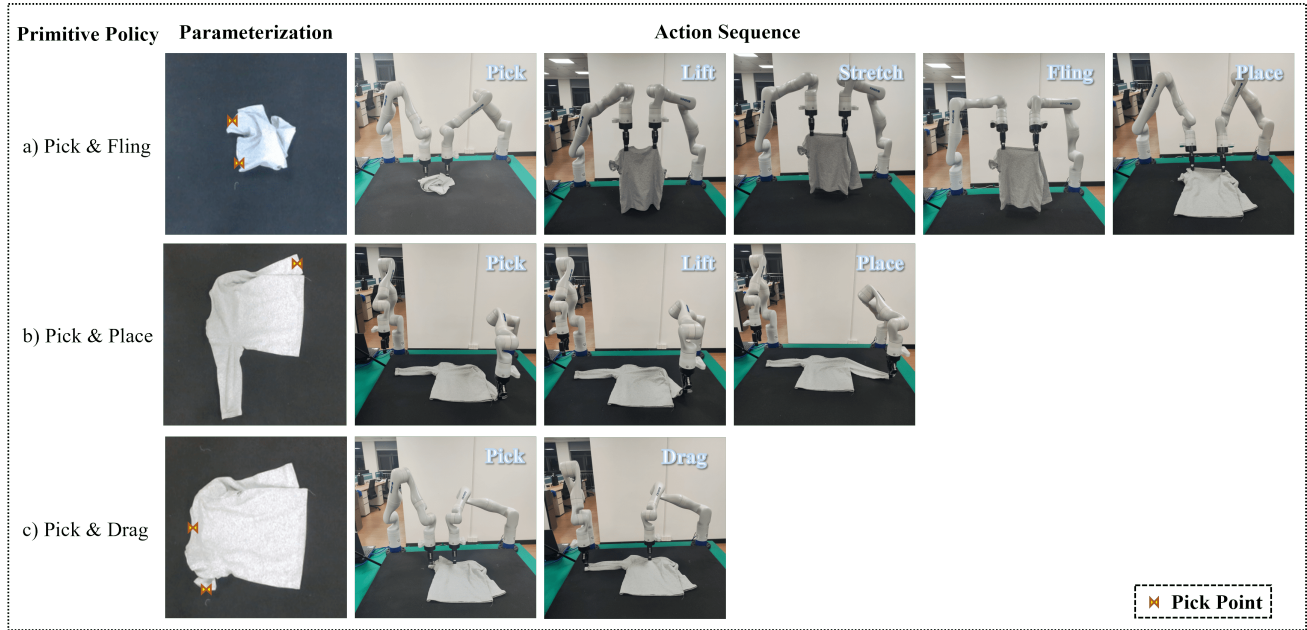 Primitive Policy Parameterization Action Sequence
a) Pick & Fling
Pick Lift Stretch Fling Place
b) Pick & Place
Pick Lift Place
c) Pick & Drag
Pick Drag
Pick Point